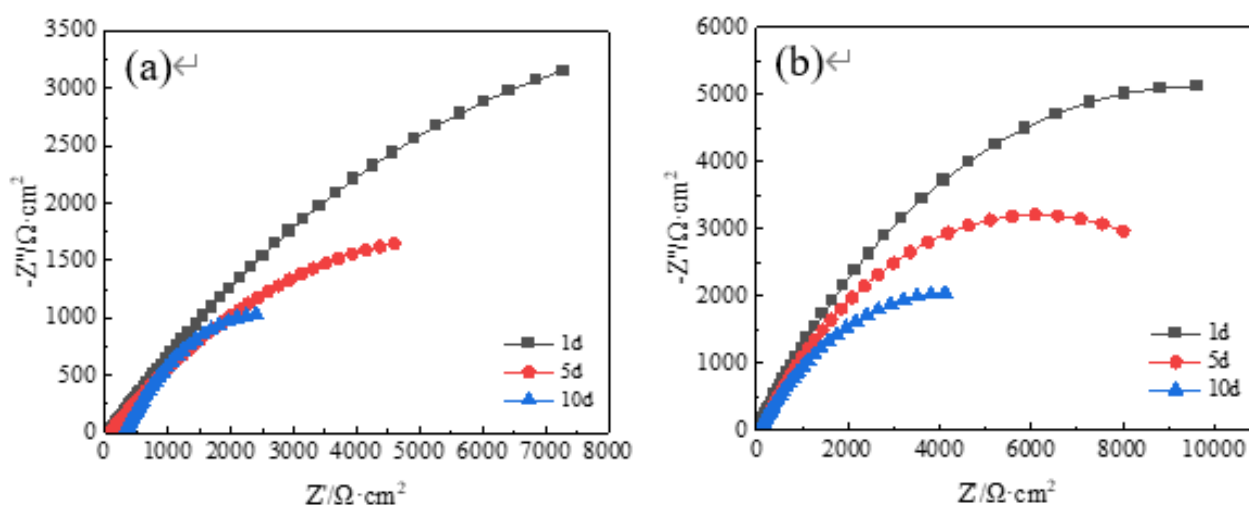 (a)↵
3500
3000
2500
2000
1500
1000
500
0
-Z''/Ω·cm²
0 1000 2000 3000 4000 5000 6000 7000 8000
Z'/Ω·cm²
1d
5d
10d
(b)↵
6000
5000
4000
3000
2000
1000
0
-Z''/Ω·cm²
0 2000 4000 6000 8000 10000
Z'/Ω·cm²
1d
5d
10d